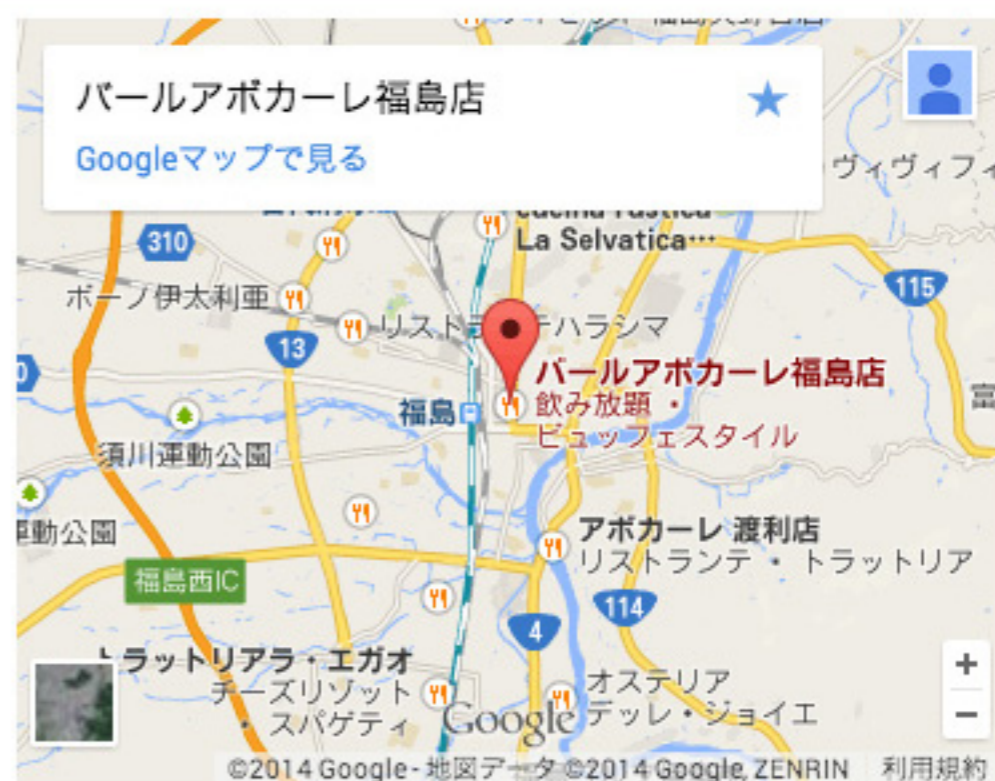 バールアボカーレ福島店
Googleマップで見る
ヴィヴィフィ
310
cucina rustica
La Selvatica…
115
ボーノ伊太利亜
13
ハラシマ
バールアボカーレ福島店
飲み放題・
ビュッフェスタイル
福島
富
須川運動公園
運動公園
アボカーレ 渡利店
リストランテ・トラットリア
福島西IC
114
4
トラットリアラ・エガオ
チーズリゾット
・スパゲティ
オステリア
デッレ・ジョイエ
Google
©2014 Google - 地図データ ©2014 Google, ZENRIN 利用規約